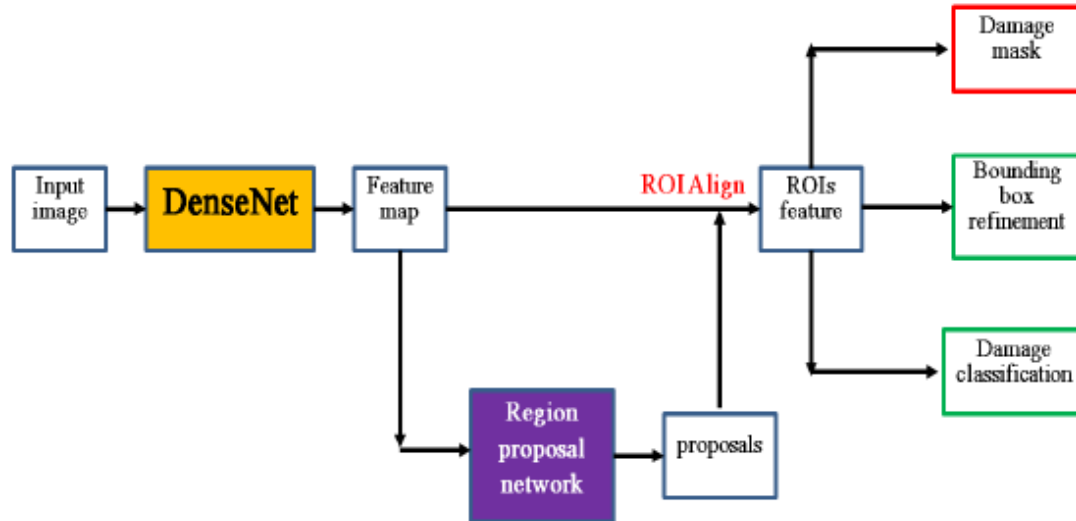 Input
image
DenseNet
Feature
map
ROIAlign
ROIs
feature
Damage
mask
Bounding
box
refinement
Damage
classification
Region
proposal
network
proposals